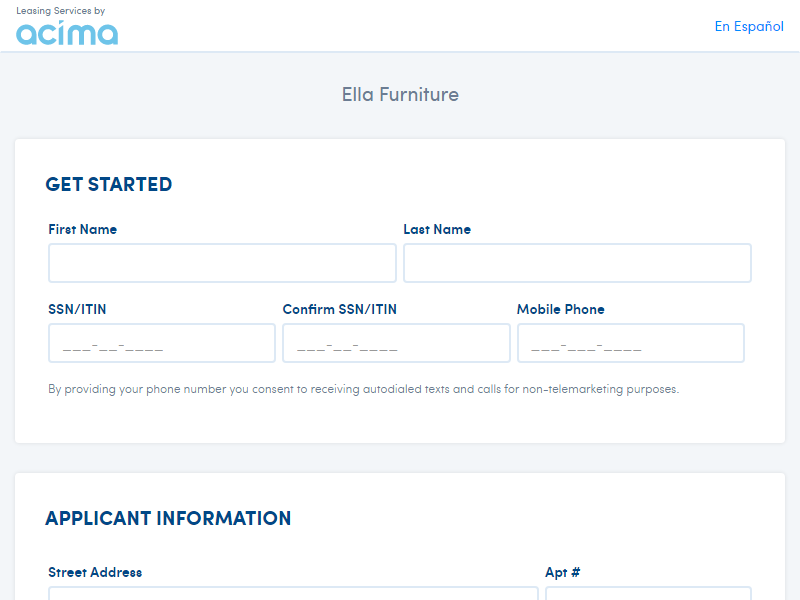 Leasing Services by
acima
En Español
Ella Furniture
GET STARTED
First Name
Last Name
SSN/ITIN
Confirm SSN/ITIN
Mobile Phone
___-__-____
___-__-____
___-___-____
By providing your phone number you consent to receiving autodialed texts and calls for non-telemarketing purposes.
APPLICANT INFORMATION
Street Address
Apt #